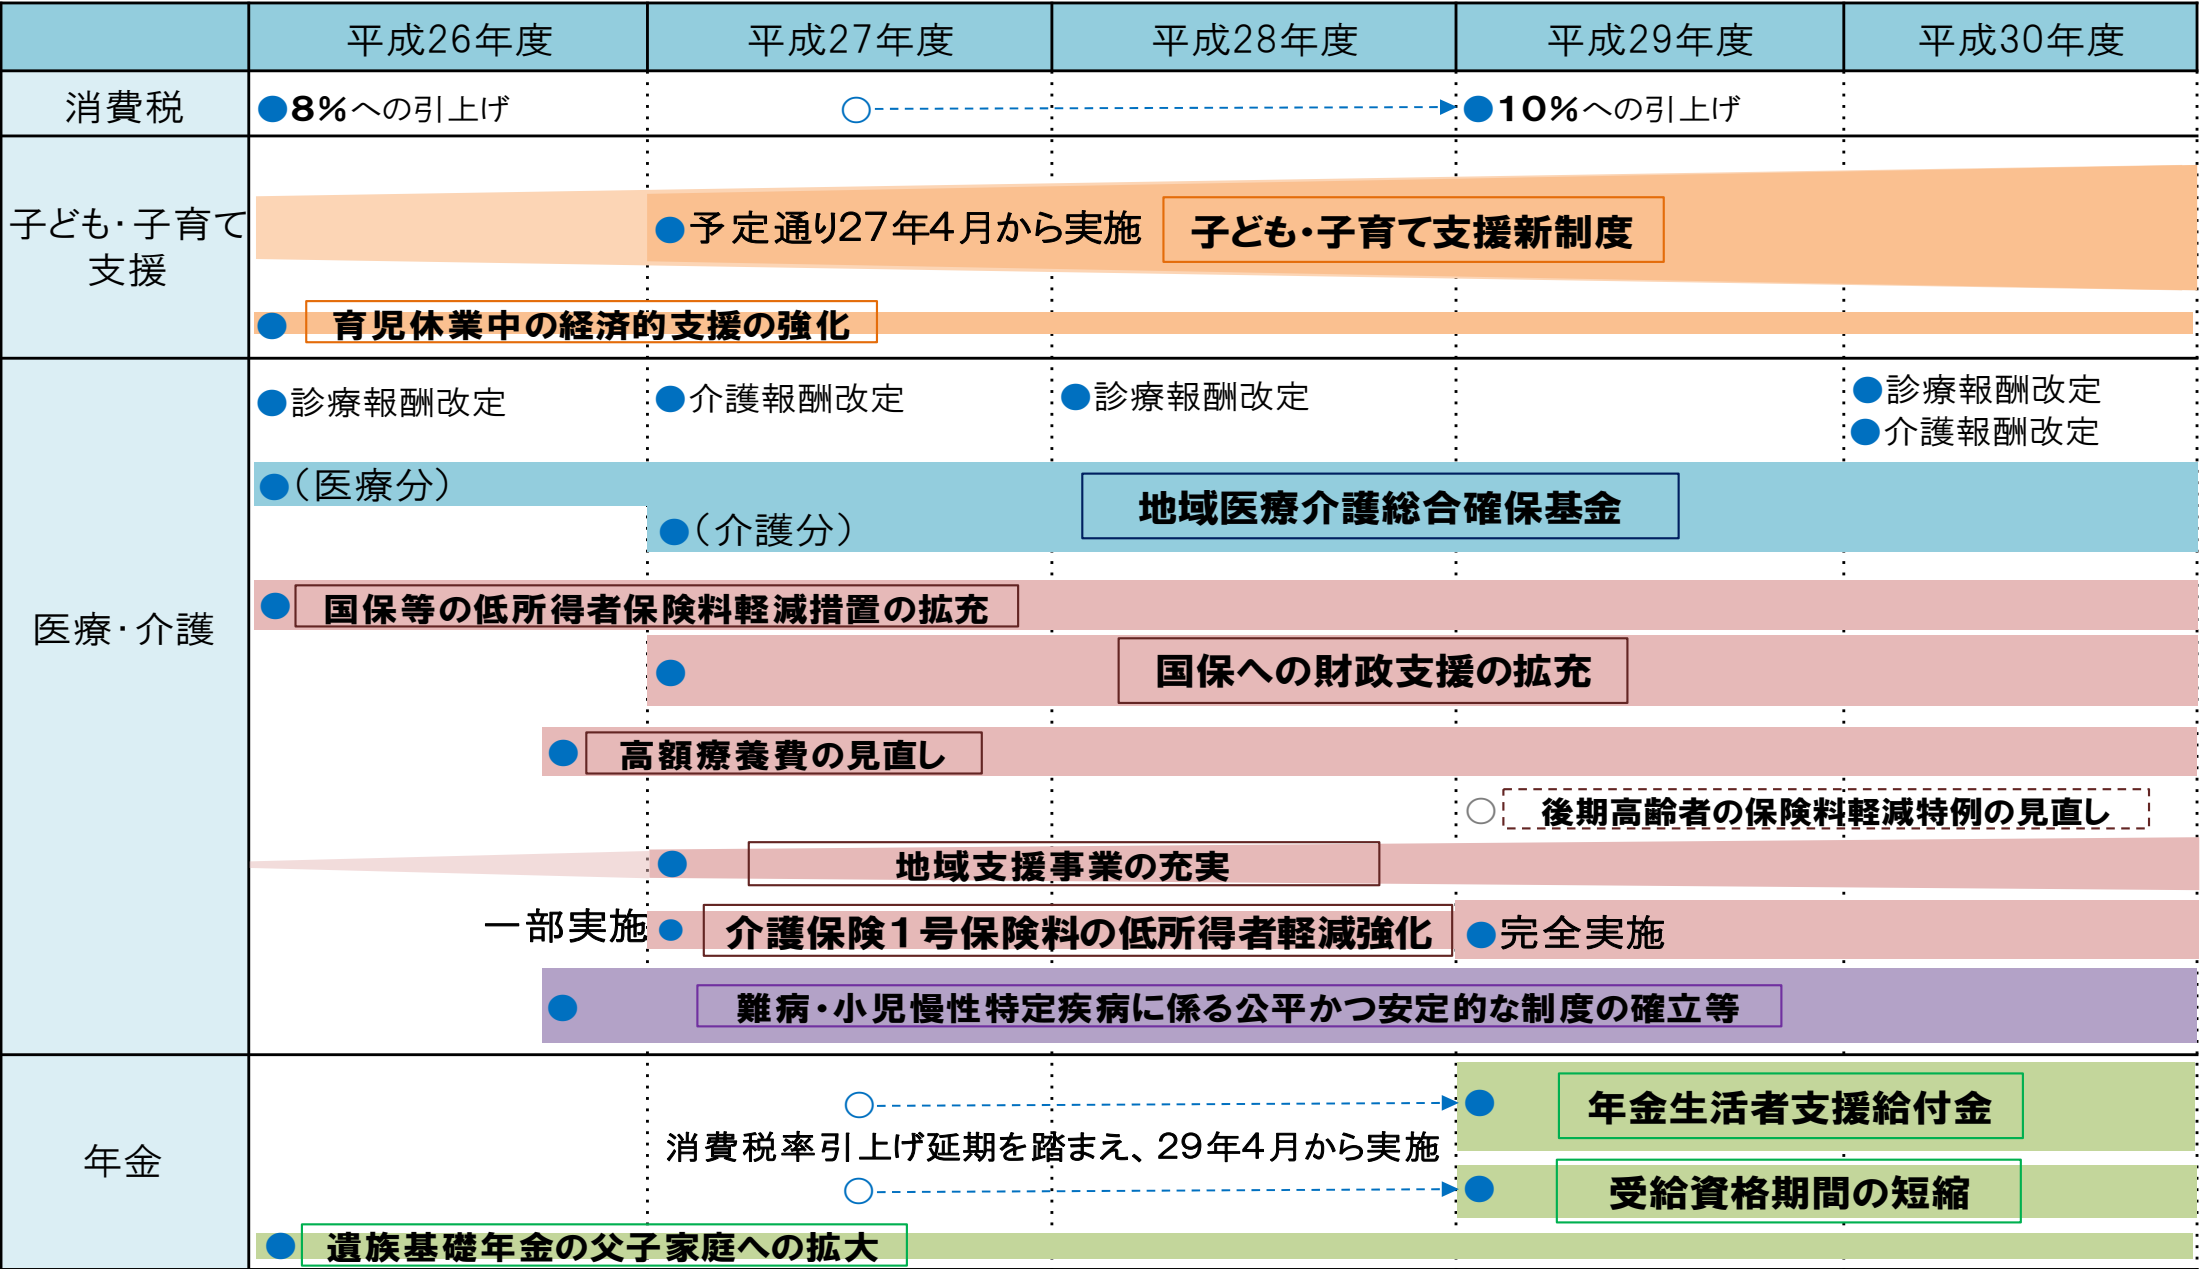 平成26年度 平成27年度 平成28年度 平成29年度 平成30年度
消費税
●8%への引上げ
●10%への引上げ
子ども・子育て
支援
●予定通り27年4月から実施
子ども・子育て支援新制度
育児休業中の経済的支援の強化
医療・介護
●診療報酬改定
●介護報酬改定
●診療報酬改定
●診療報酬改定
●介護報酬改定
●(医療分)
●(介護分)
地域医療介護総合確保基金
国保等の低所得者保険料軽減措置の拡充
国保への財政支援の拡充
高額療養費の見直し
後期高齢者の保険料軽減特例の見直し
地域支援事業の充実
一部実施
介護保険1号保険料の低所得者軽減強化
●完全実施
難病・小児慢性特定疾病に係る公平かつ安定的な制度の確立等
年金
年金生活者支援給付金
消費税率引上げ延期を踏まえ、29年4月から実施
受給資格期間の短縮
遺族基礎年金の父子家庭への拡大